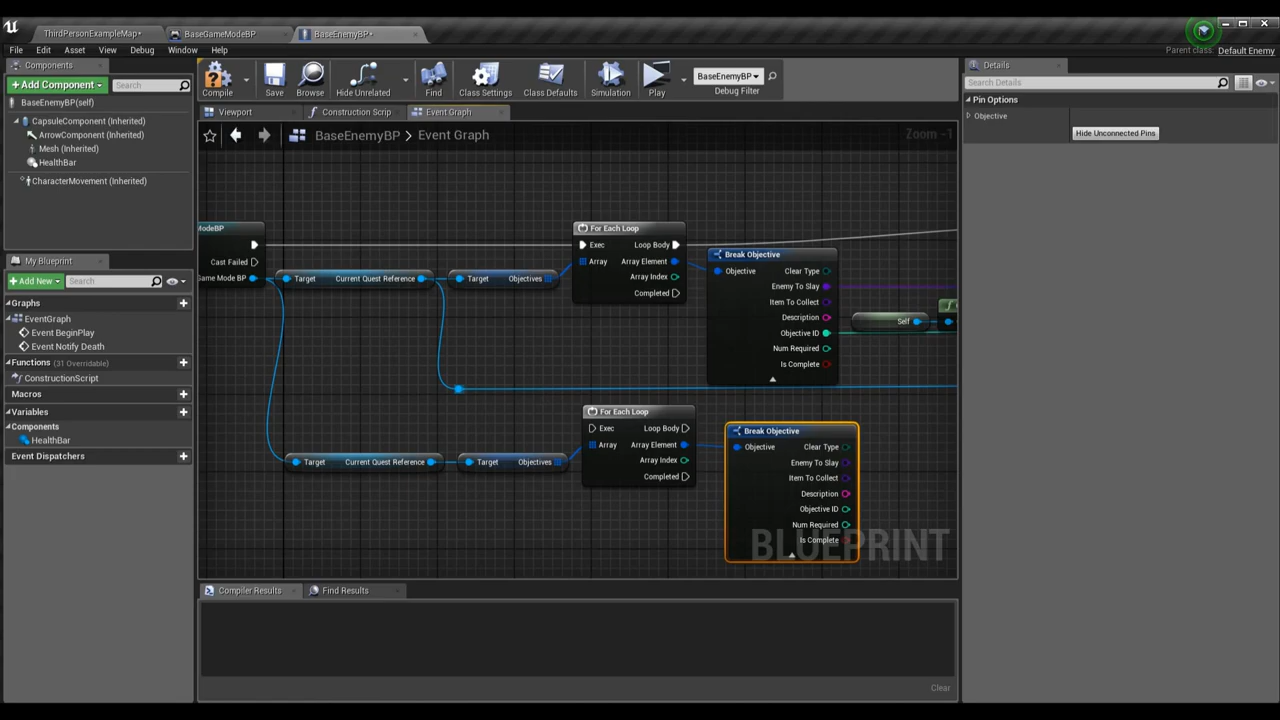 ThirdPersonExampleMap* BaseGameModeBP BaseEnemyBP*
File Edit Asset View Debug Window Help Parent class: Default Enemy
Components
+ Add Component Search
BaseEnemyBP(self)
CapsuleComponent (Inherited)
ArrowComponent (Inherited)
Mesh (Inherited)
HealthBar
CharacterMovement (Inherited)
My Blueprint
+ Add New Search
Graphs
EventGraph
Event BeginPlay
Event Notify Death
Functions (31 Overridable)
ConstructionScript
Macros
Variables
Components
HealthBar
Event Dispatchers
Compile Save Browse Hide Unrelated Find Class Settings Class Defaults Simulation Play
BaseEnemyBP
Debug Filter
Viewport Construction Scrip Event Graph
BaseEnemyBP > Event Graph Zoom -1
ModeBP
Cast Failed
Game Mode BP
Target Current Quest Reference
Target Objectives
For Each Loop
Exec Loop Body
Array Array Element
Array Index
Completed
Break Objective
Objective Clear Type
Enemy To Slay
Item To Collect
Description
Objective ID
Num Required
Is Complete
Self
Target Current Quest Reference
Target Objectives
For Each Loop
Exec Loop Body
Array Array Element
Array Index
Completed
Break Objective
Objective Clear Type
Enemy To Slay
Item To Collect
Description
Objective ID
Num Required
Is Complete
BLUEPRINT
Compiler Results Find Results
Clear
Details
Search Details
Pin Options
Objective
Hide Unconnected Pins